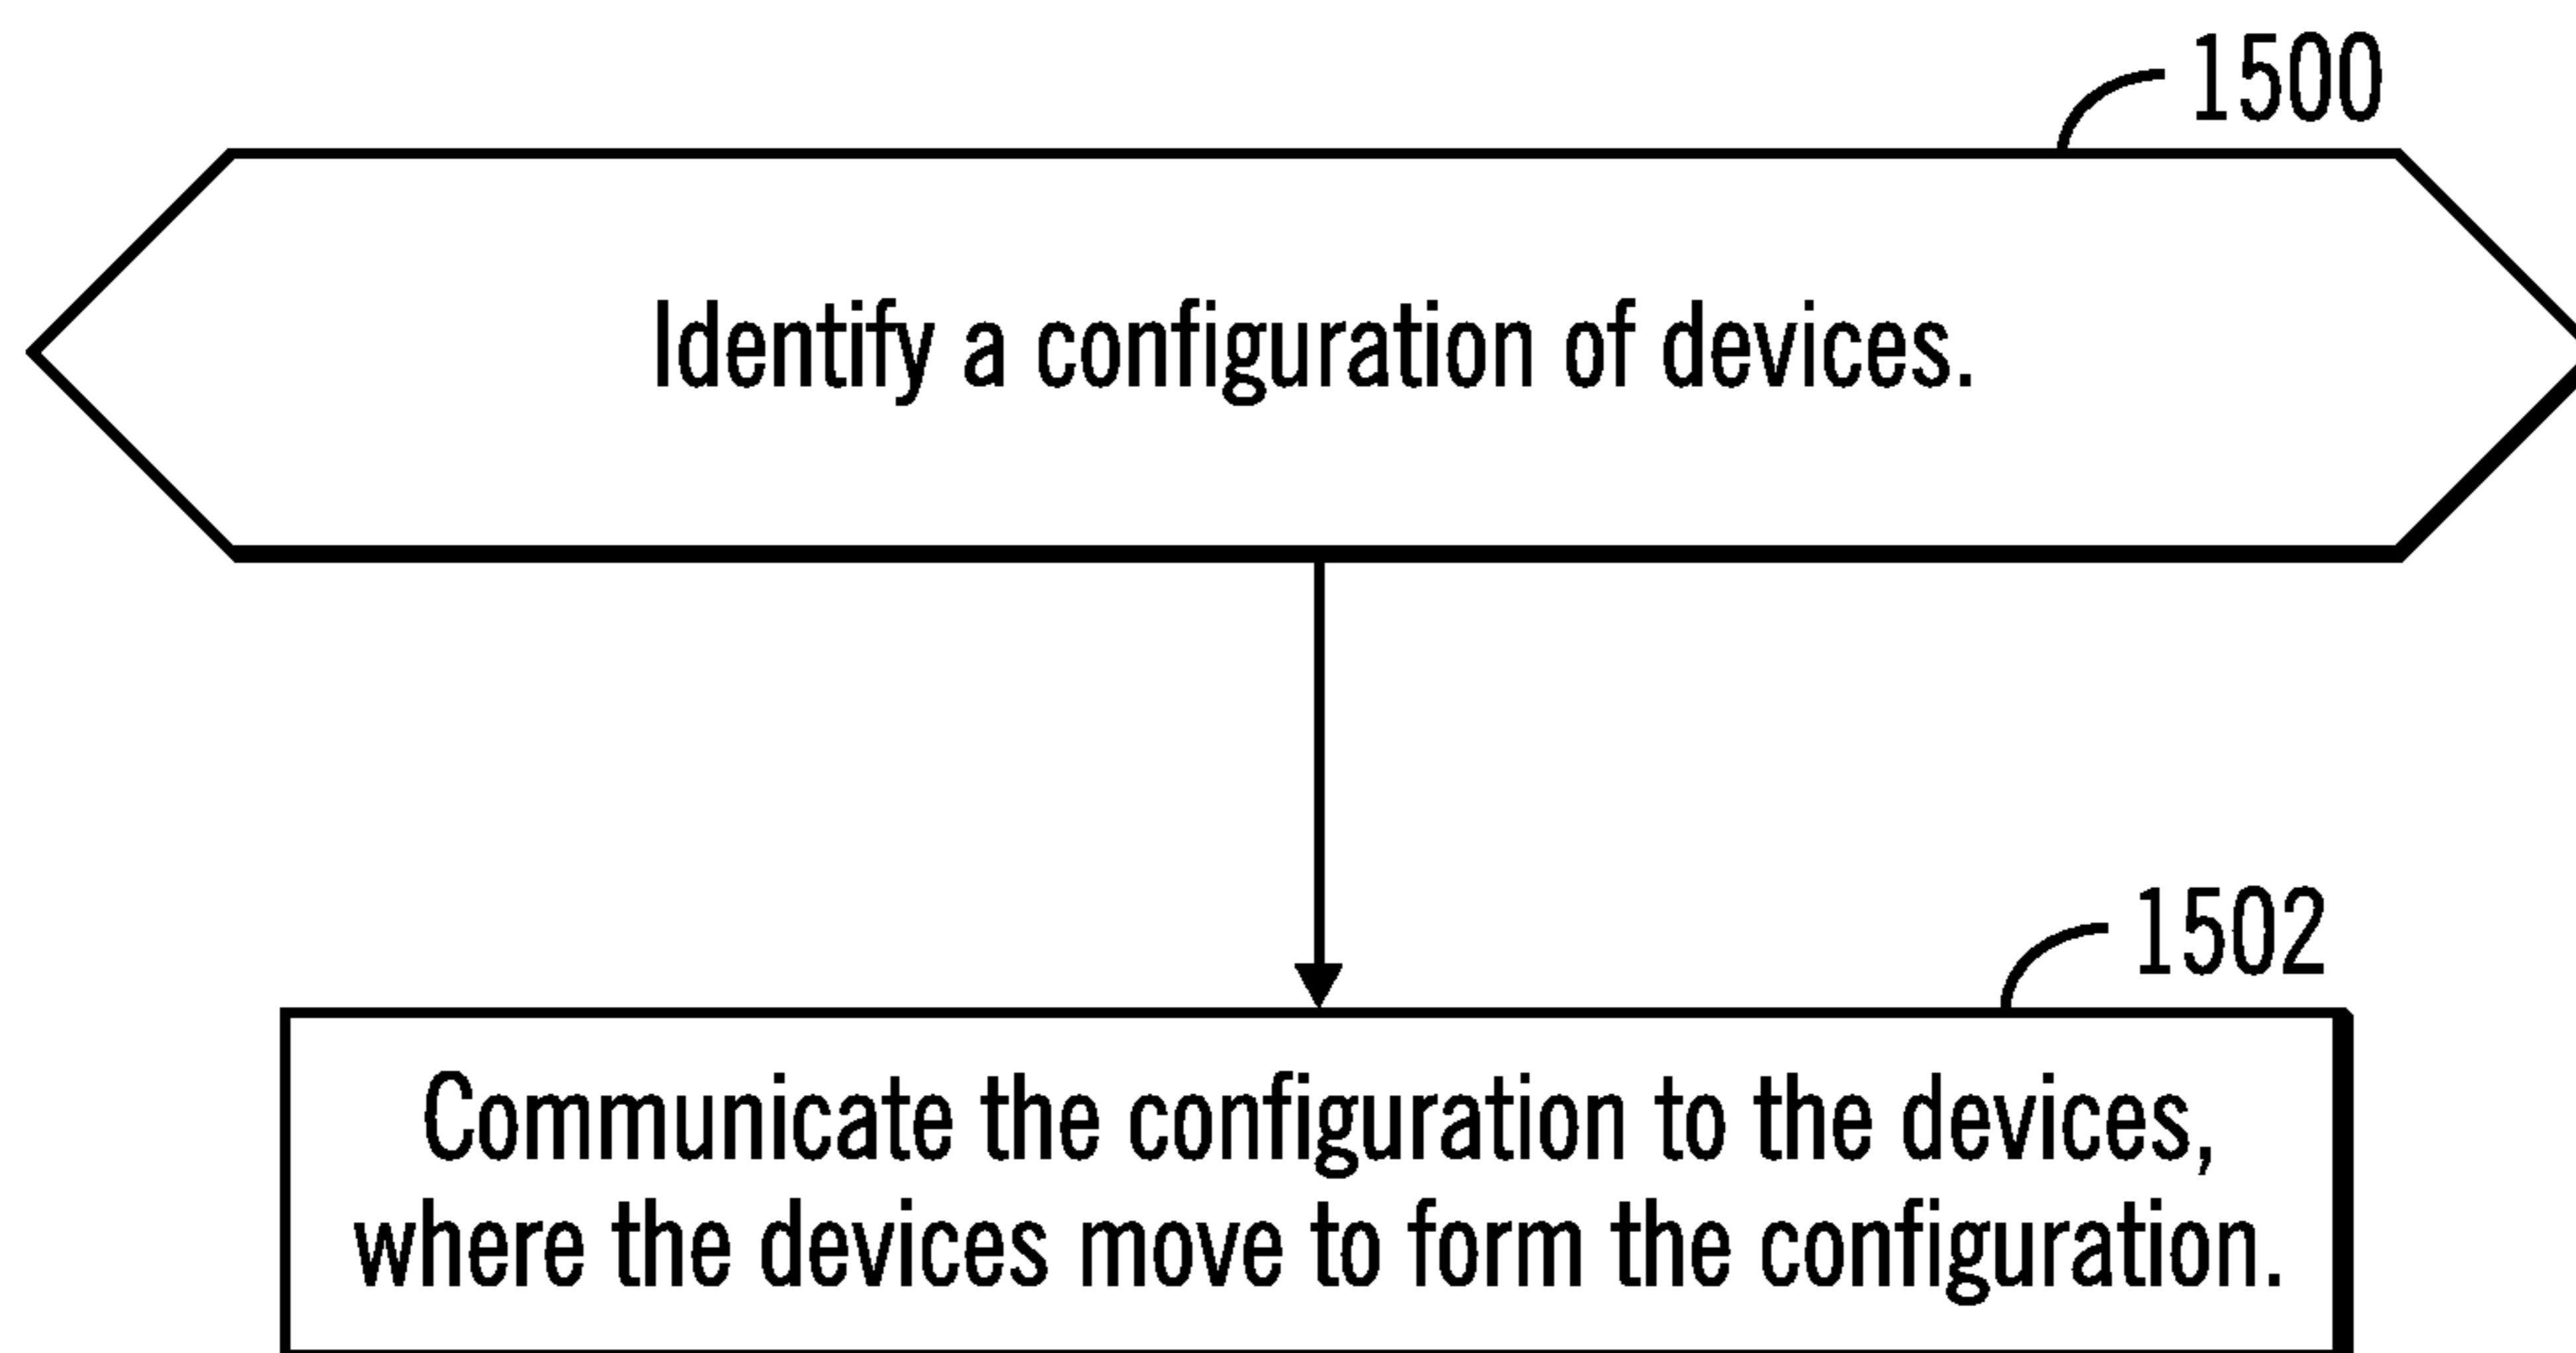 1500
Identify a configuration of devices.
1502
Communicate the configuration to the devices,
where the devices move to form the configuration.